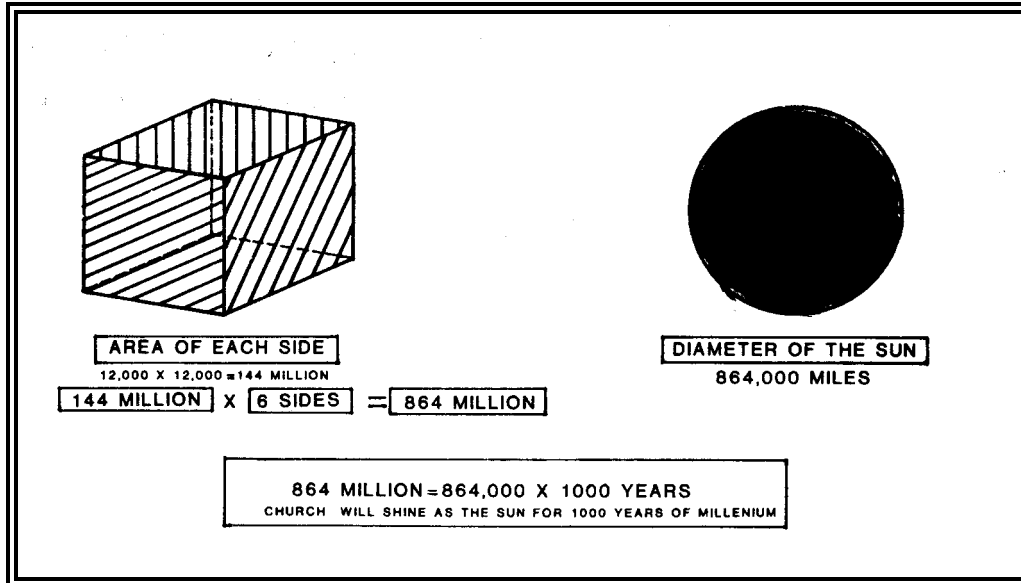 AREA OF EACH SIDE
12,000 X 12,000 = 144 MILLION
144 MILLION X 6 SIDES = 864 MILLION
DIAMETER OF THE SUN
864,000 MILES
864 MILLION = 864,000 X 1000 YEARS
CHURCH WILL SHINE AS THE SUN FOR 1000 YEARS OF MILLENIUM